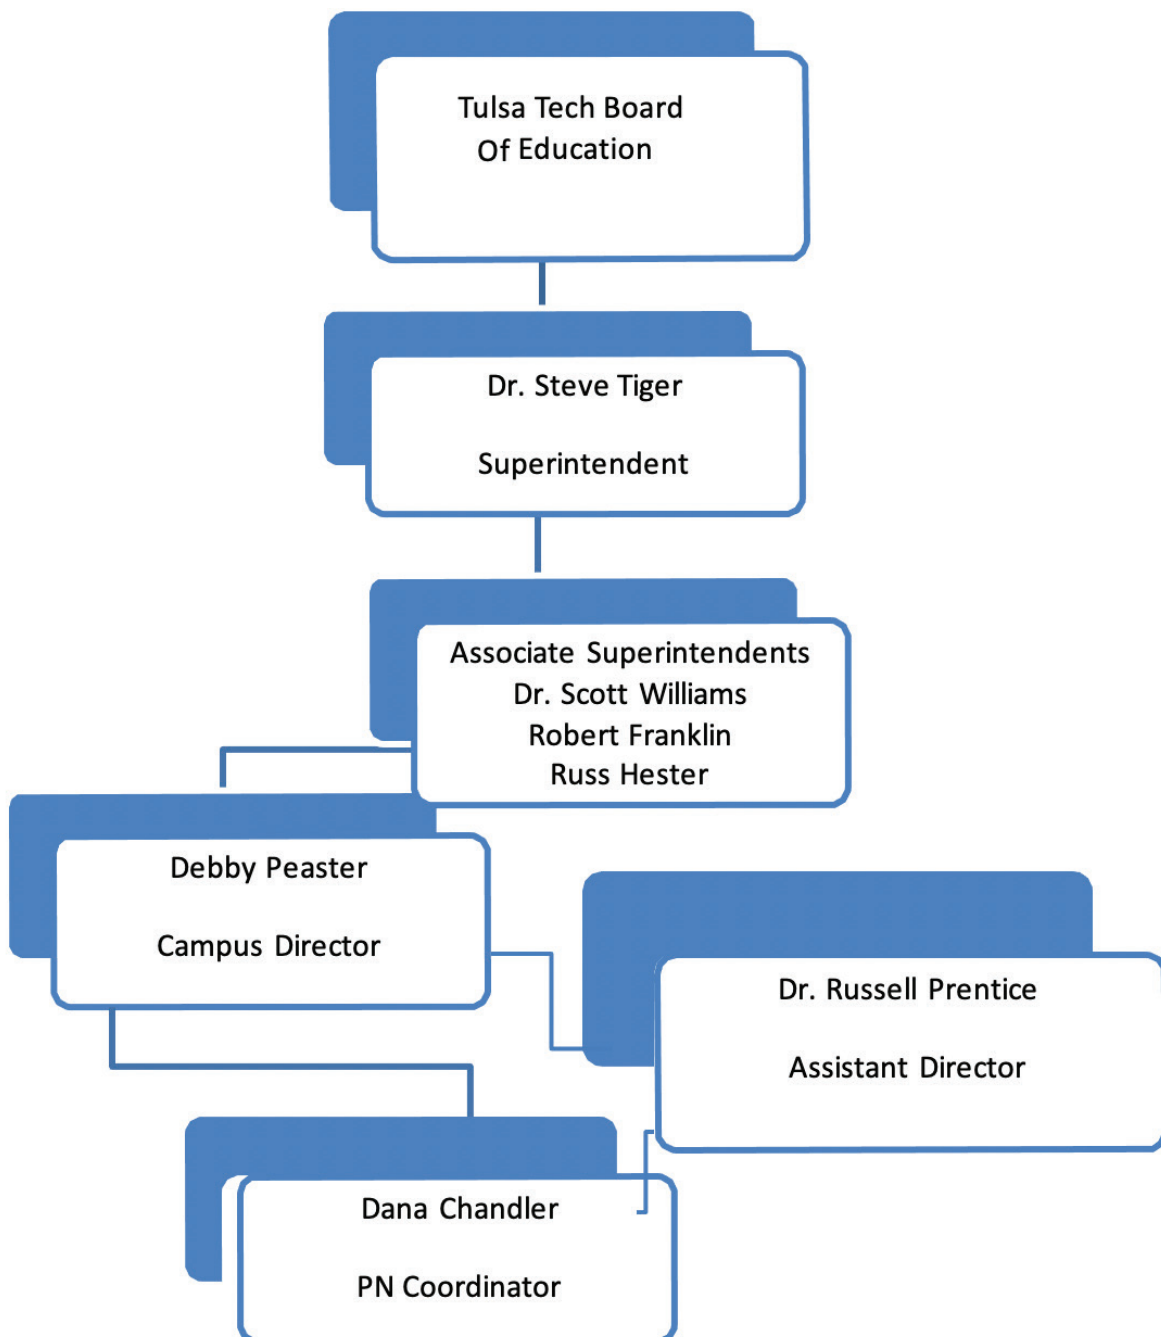 Tulsa Tech Board
Of Education
Dr. Steve Tiger
Superintendent
Associate Superintendents
Dr. Scott Williams
Robert Franklin
Russ Hester
Debby Peaster
Campus Director
Dr. Russell Prentice
Assistant Director
Dana Chandler
PN Coordinator